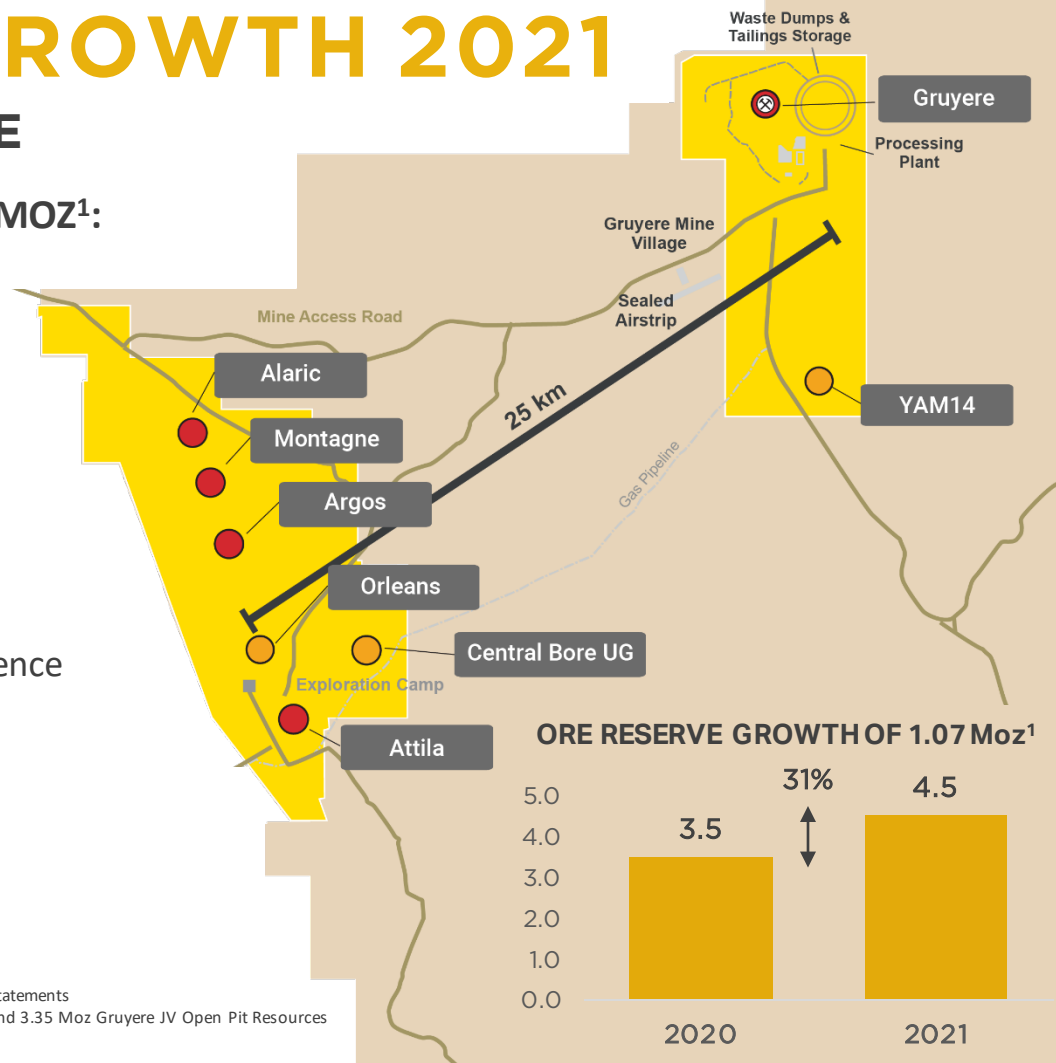 ROWTH 2021
E
MOZ¹:
Waste Dumps &
Tailings Storage
Gruyere
Processing
Plant
Gruyere Mine
Village
Sealed
Airstrip
Mine Access Road
Alaric
25 km
YAM14
Montagne
Gas Pipeline
Argos
Orleans
ence
Central Bore UG
Exploration Camp
Attila
ORE RESERVE GROWTH OF 1.07 Moz¹
31%
5.0
4.0
3.0
2.0
1.0
0.0
3.5
4.5
2020
2021
tatements
nd 3.35 Moz Gruyere JV Open Pit Resources